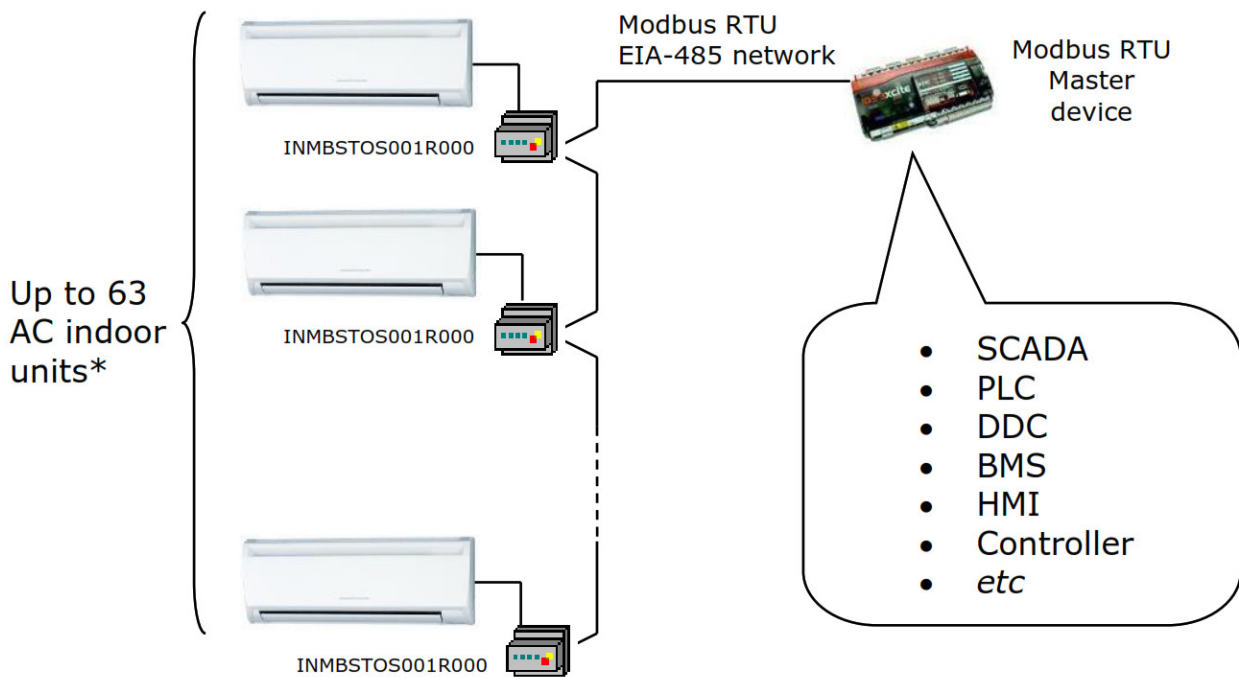 Modbus RTU
EIA-485 network
Modbus RTU
Master
device
INMBSTOS001R000
INMBSTOS001R000
Up to 63
AC indoor
units*
• SCADA
• PLC
• DDC
• BMS
• HMI
• Controller
• etc
INMBSTOS001R000